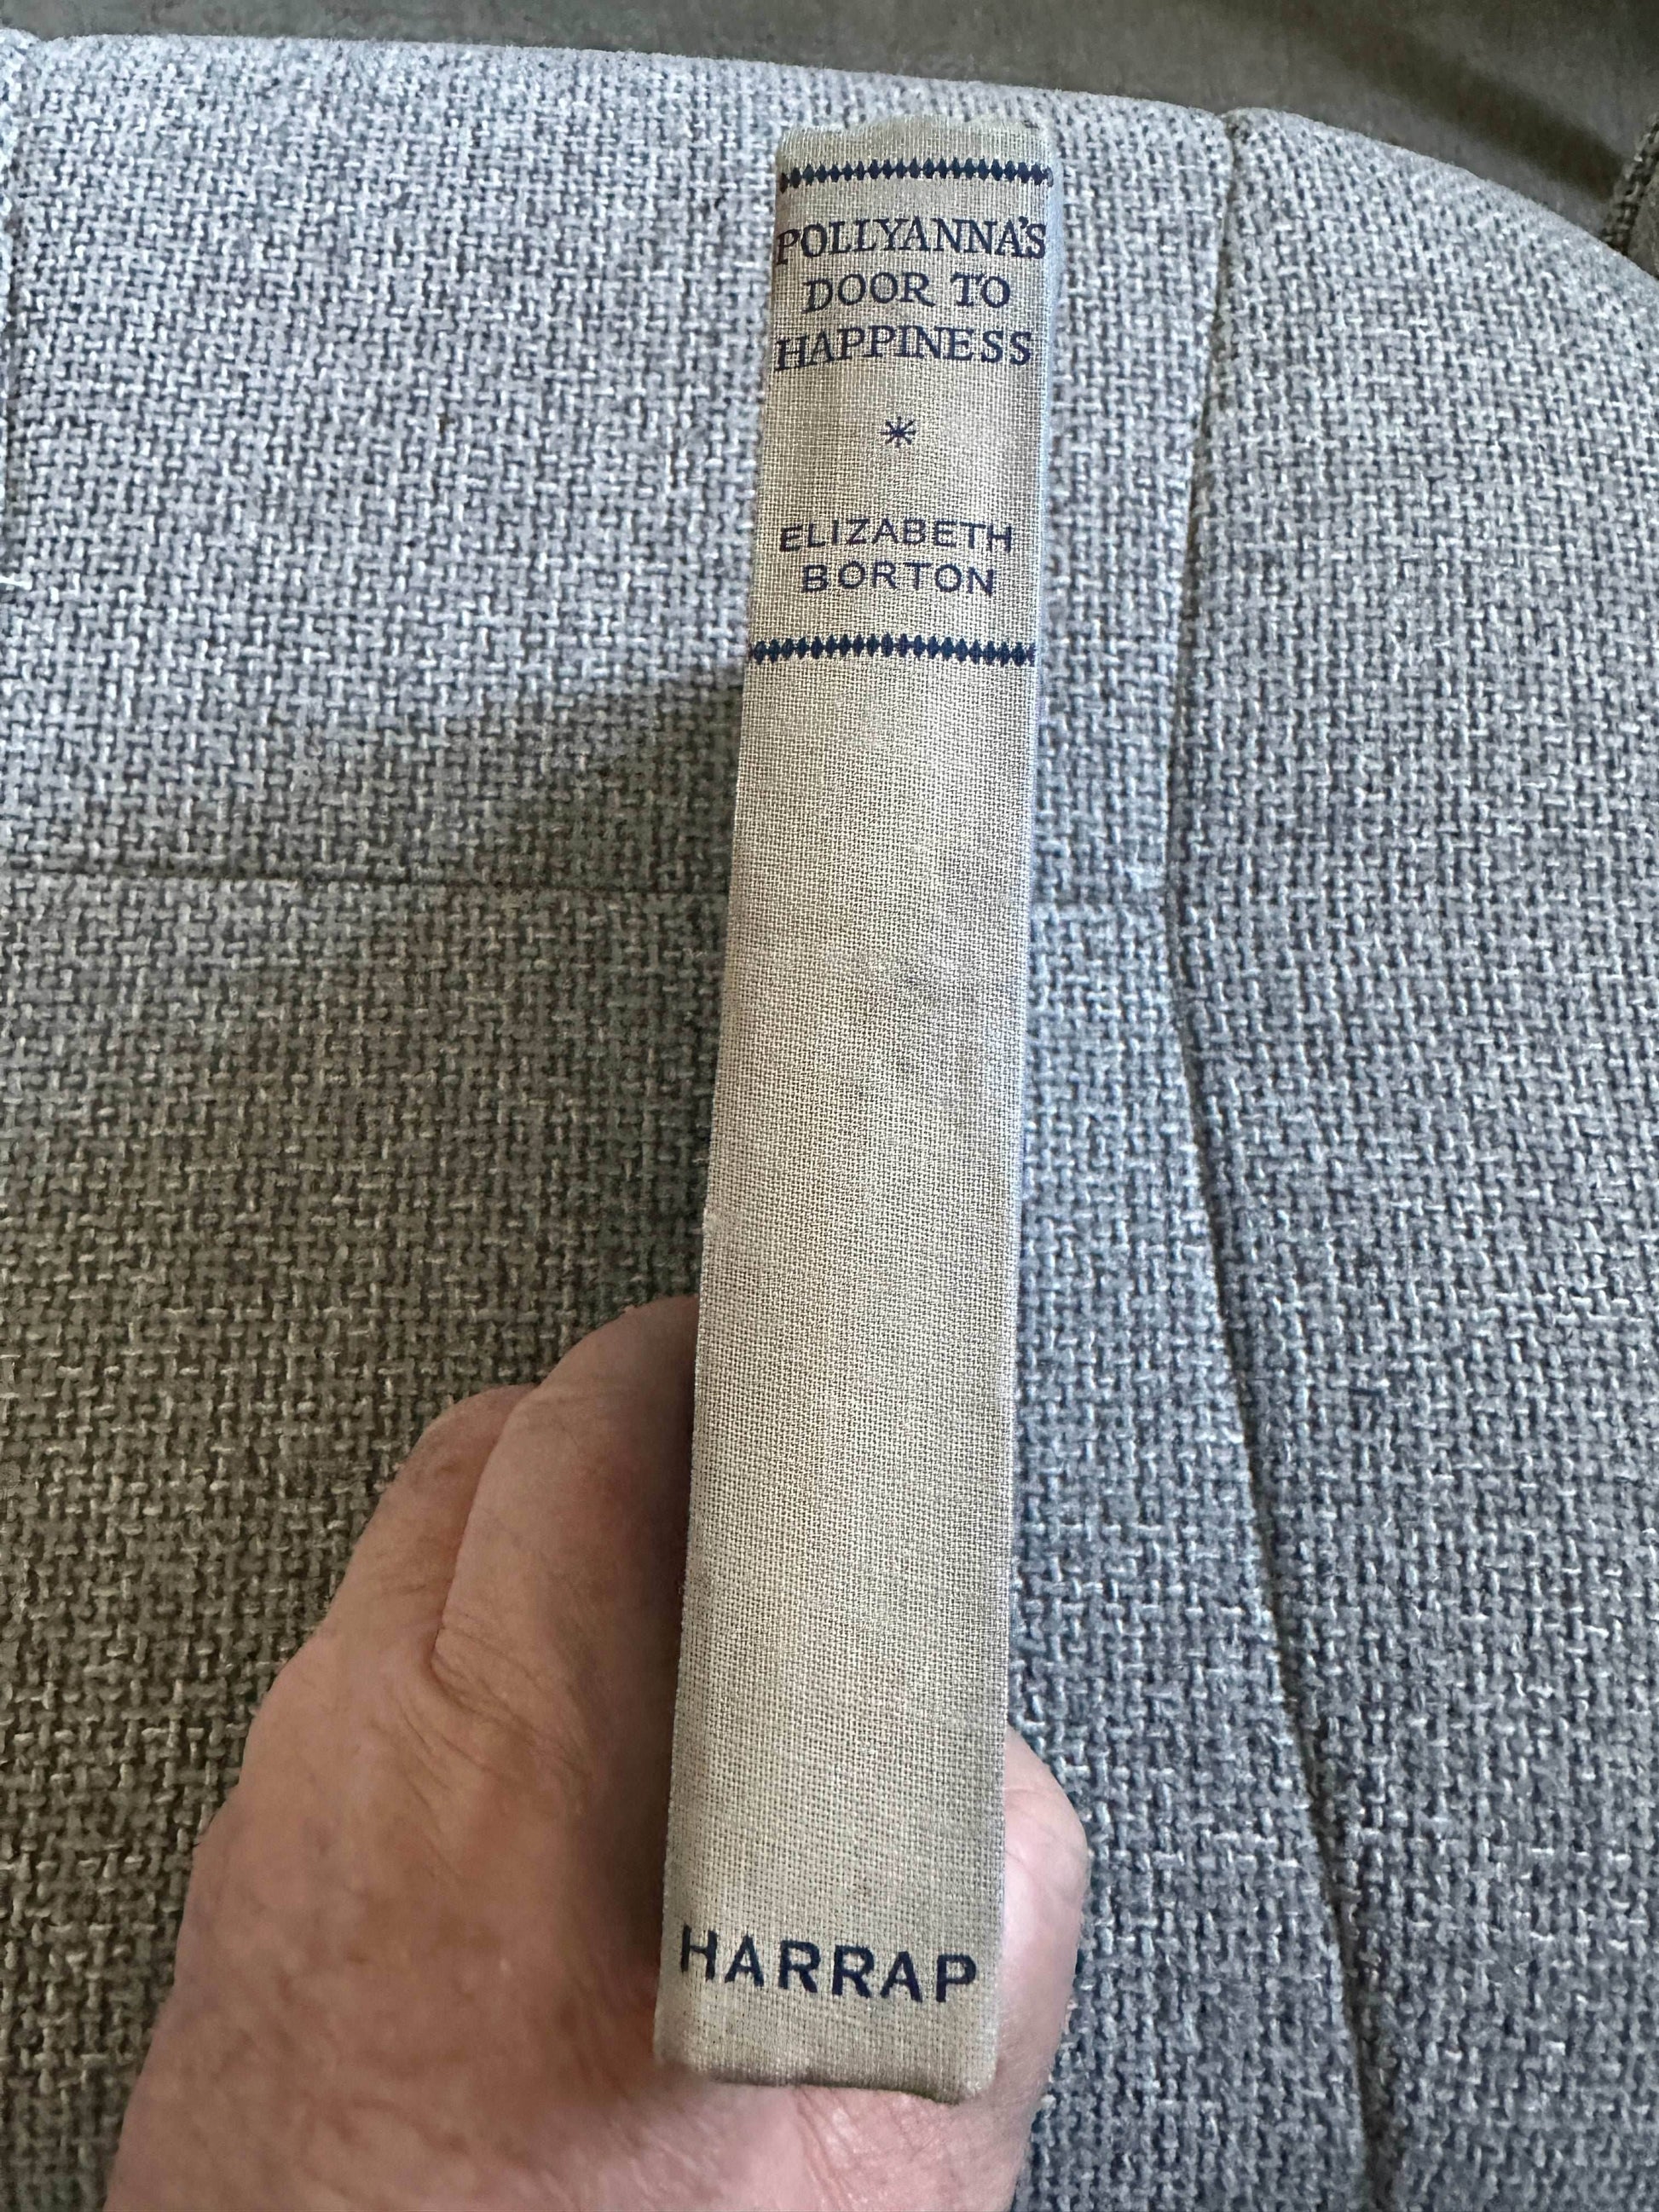 POLLYANNA'S
DOOR TO
HAPPINESS
*
ELIZABETH
BORTON
HARRAP